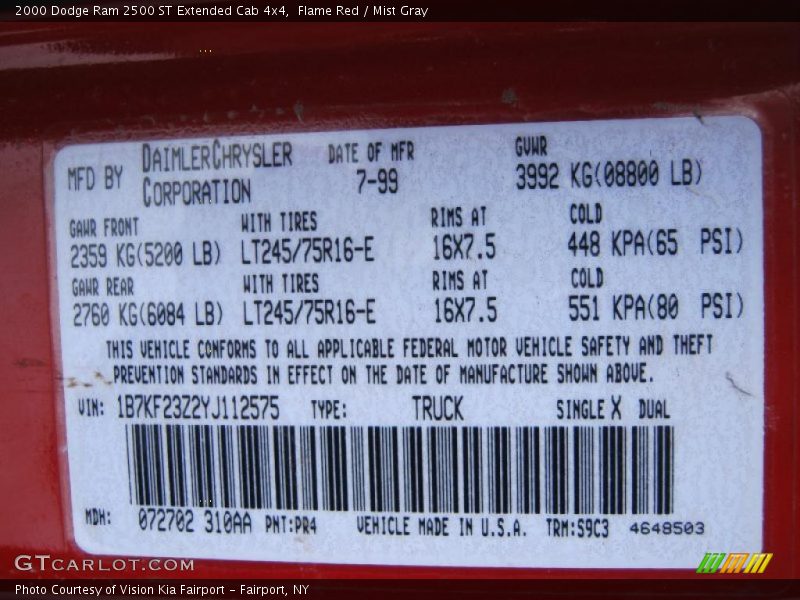 2000 Dodge Ram 2500 ST Extended Cab 4x4,  Flame Red / Mist Gray
MFD BY DAIMLERCHRYSLER CORPORATION DATE OF MFR 7-99 GVWR 3992 KG(08800 LB)
GAWR FRONT WITH TIRES RIMS AT COLD
2359 KG(5200 LB) LT245/75R16-E 16X7.5 448 KPA(65 PSI)
GAWR REAR WITH TIRES RIMS AT COLD
2760 KG(6084 LB) LT245/75R16-E 16X7.5 551 KPA(80 PSI)
THIS VEHICLE CONFORMS TO ALL APPLICABLE FEDERAL MOTOR VEHICLE SAFETY AND THEFT
PREVENTION STANDARDS IN EFFECT ON THE DATE OF MANUFACTURE SHOWN ABOVE.
VIN: 1B7KF23Z2YJ112575 TYPE: TRUCK SINGLE X DUAL
MDH: 072702 310AA PNT:PR4 VEHICLE MADE IN U.S.A. TRM:S9C3 4648503
GTCARLOT.COM
Photo Courtesy of Vision Kia Fairport - Fairport, NY